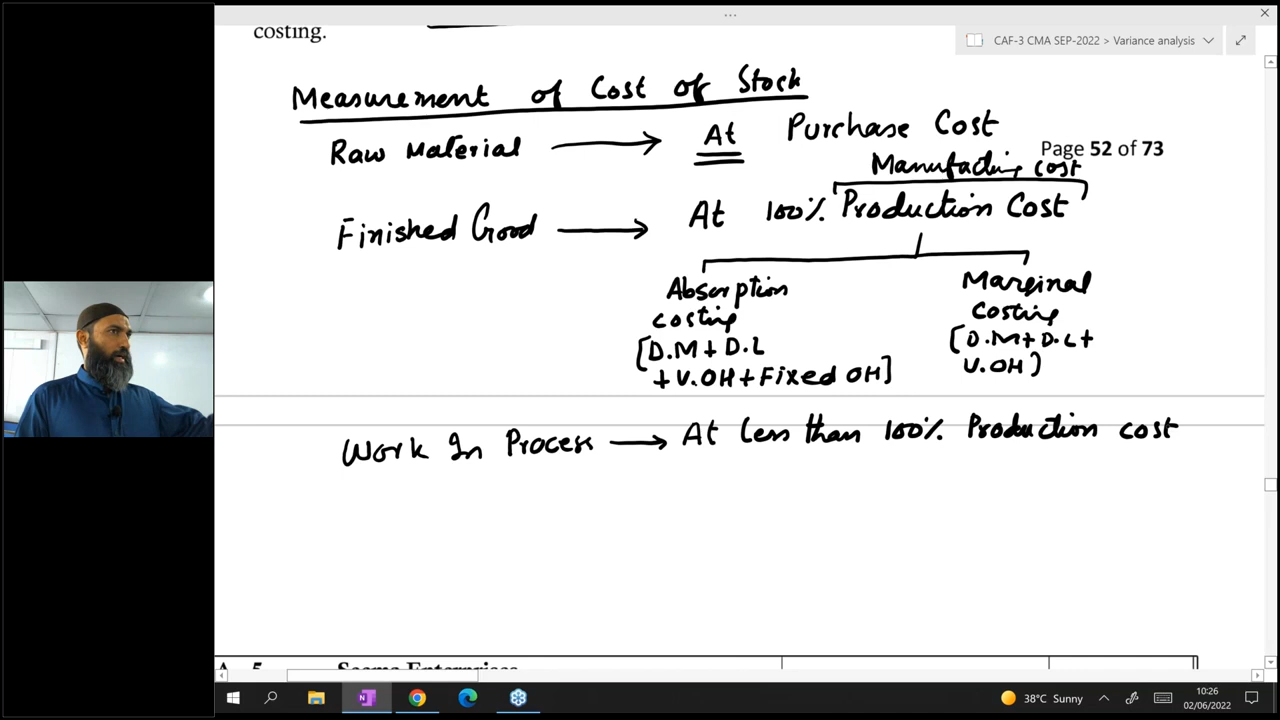 costing.
CAF-3 CMA SEP-2022 > Variance analysis
Measurement of Cost of Stock
Raw Material → At Purchase Cost
Page 52 of 73
Manufacting cost
Finished Good → At 100% Production Cost
Absorption costing
[D.M + D.L
+ V.OH + Fixed OH]
Marginal costing
[D.M + D.L +
V.OH)
Work In Process → At less than 100% Production cost
A. 5
38°C Sunny
10:26
02/06/2022